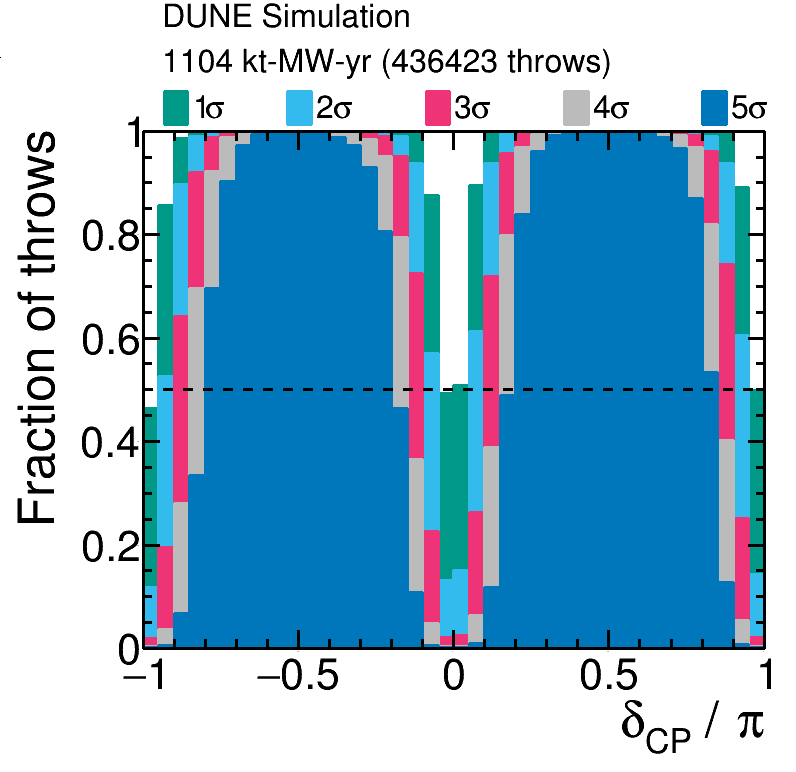 DUNE Simulation
1104 kt-MW-yr (436423 throws)
1σ 2σ 3σ 4σ 5σ
Fraction of throws
1
0.8
0.6
0.4
0.2
0
−1 −0.5 0 0.5 1
δCP / π